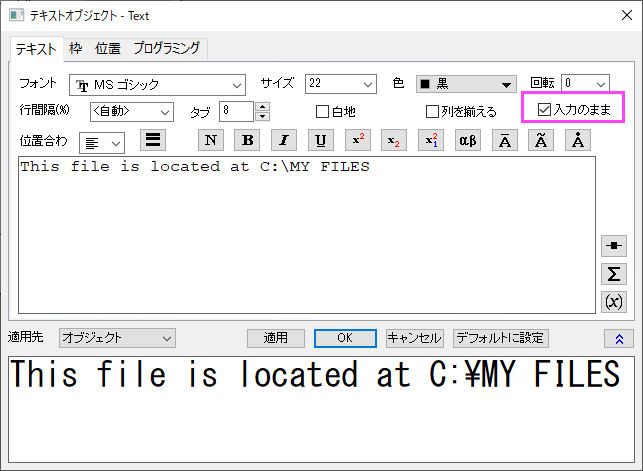 テキストオブジェクト - Text
テキスト 枠 位置 プログラミング
フォント MS ゴシック サイズ 22 色 黒 回転 0
行間隔(%) <自動> タブ 8 白地 列を揃える 入力のまま
位置合わ N B I U x² x₂ x²₁ αβ Ā Ã Ȧ
This file is located at C:\MY FILES
Σ
(x)
適用先 オブジェクト 適用 OK キャンセル デフォルトに設定
This file is located at C:¥MY FILES